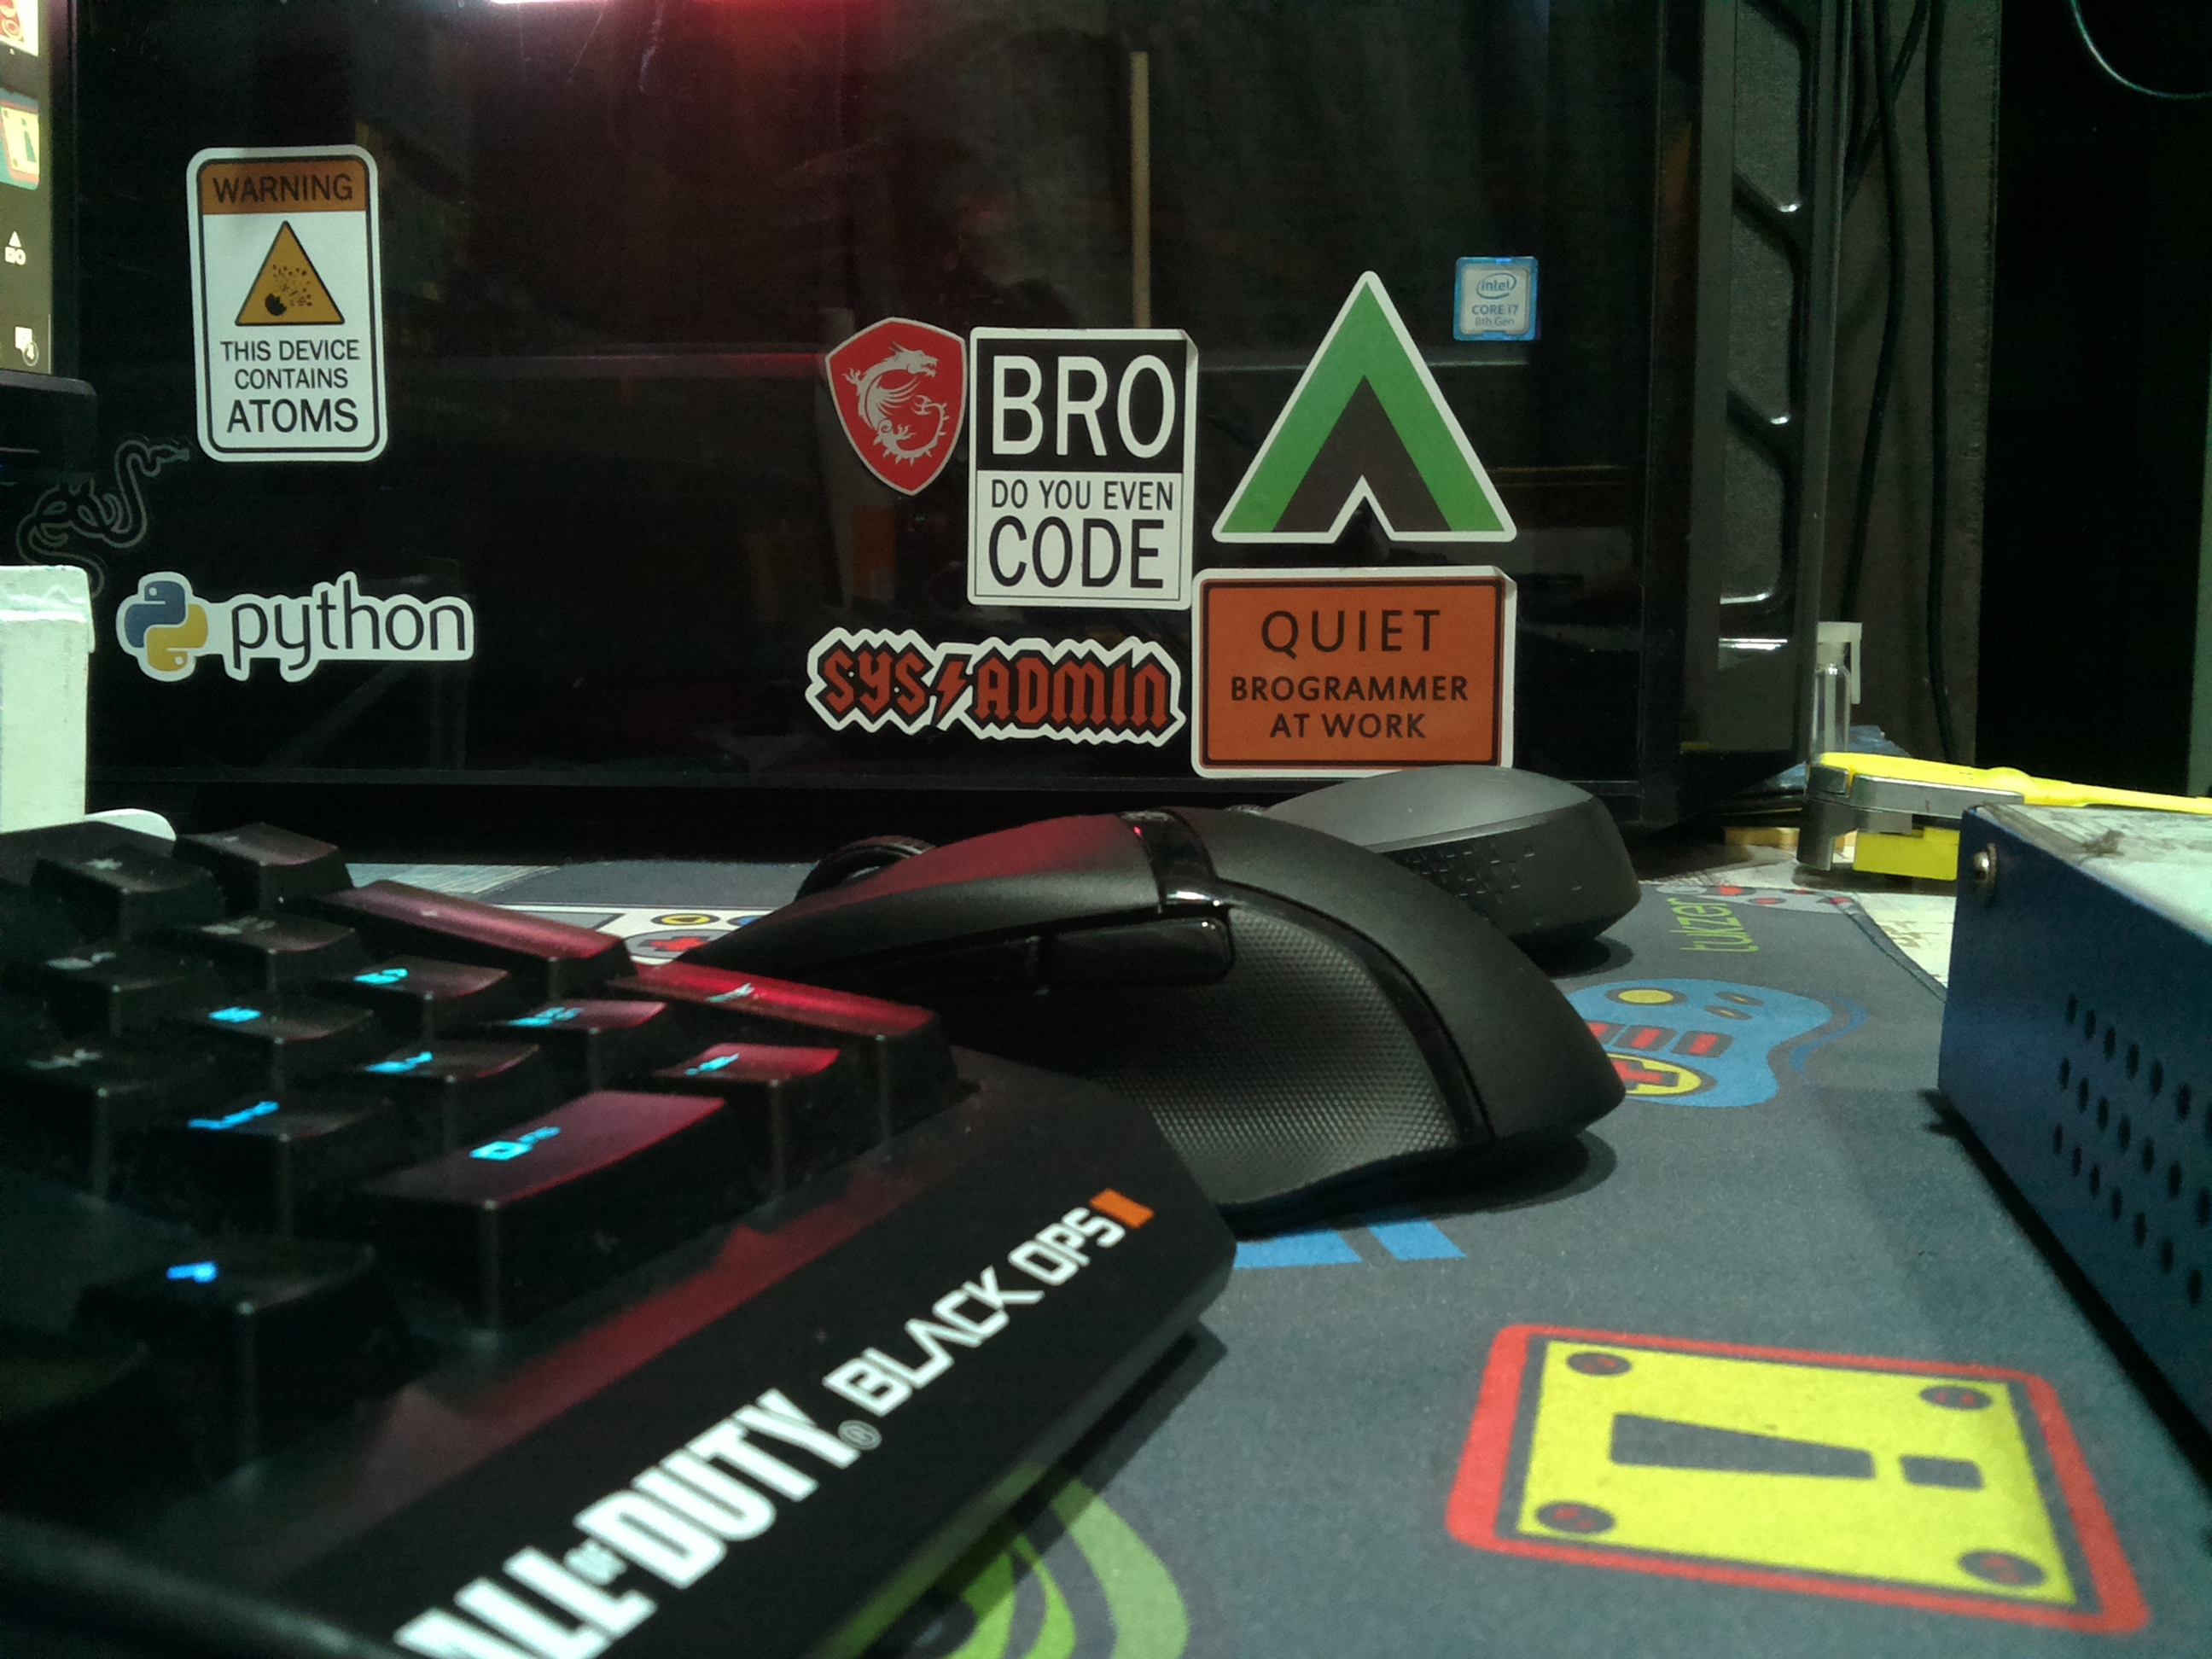 WARNING
THIS DEVICE
CONTAINS
ATOMS
python
BRO
DO YOU EVEN
CODE
intel
CORE i7
8th Gen
SYS ADMIN
QUIET
BROGRAMMER
AT WORK
tukzer
ALL OF DUTY® BLACK OPS
!